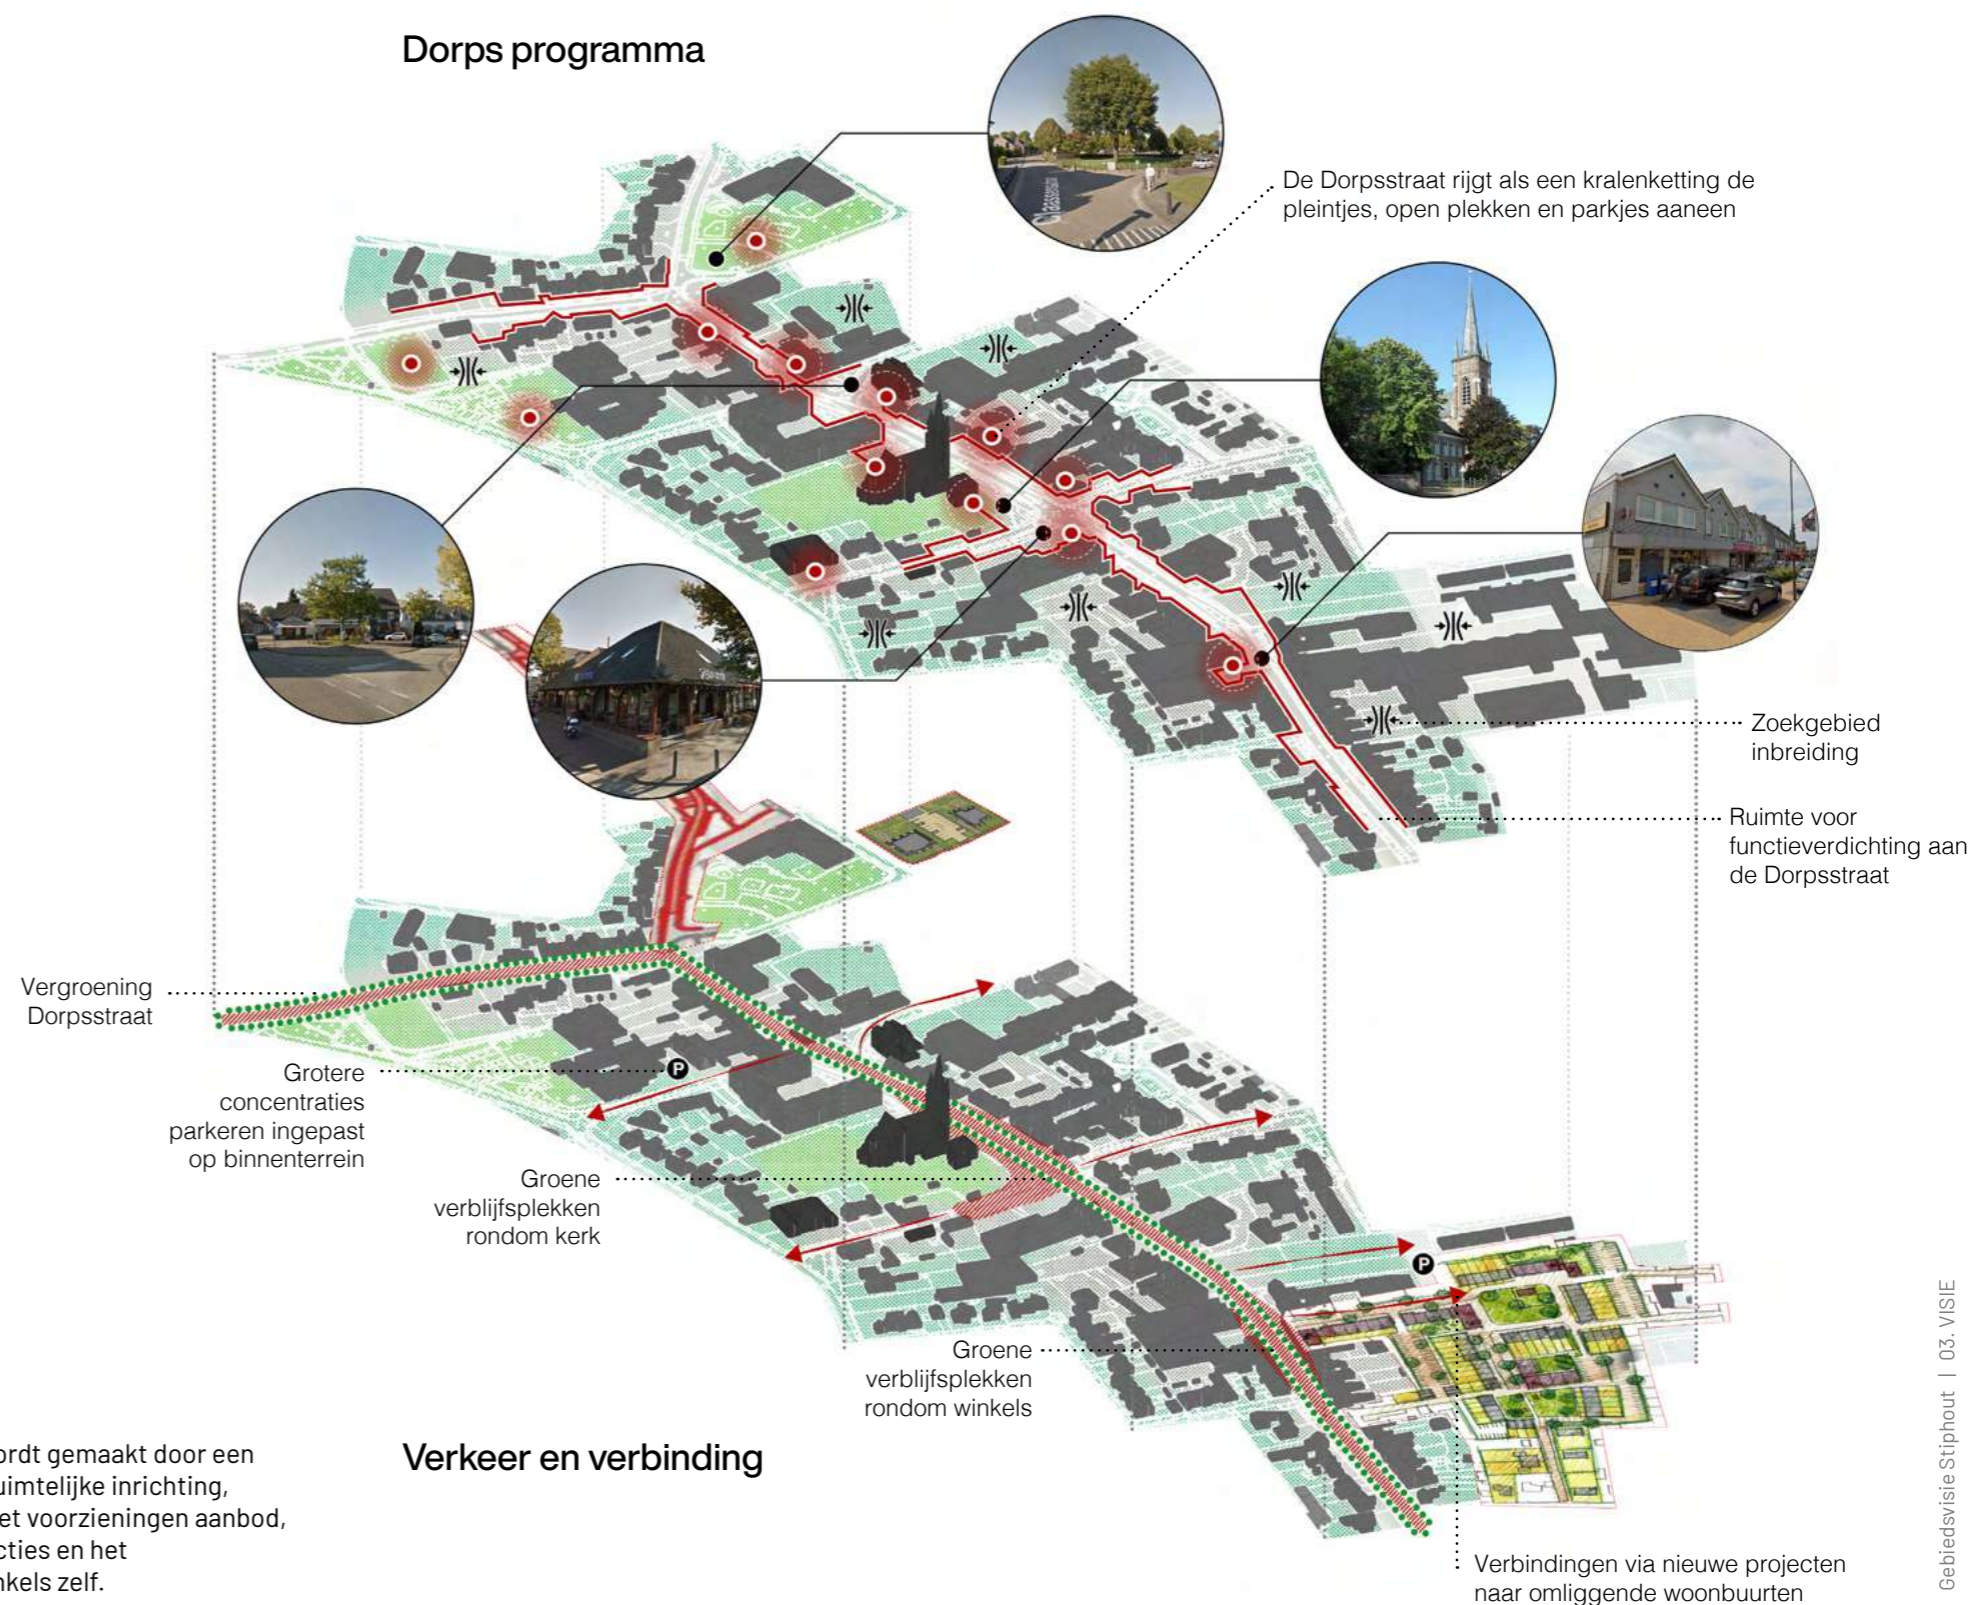 Dorps programma
De Dorpsstraat rijgt als een kralenketting de
pleintjes, open plekken en parkjes aaneen
Zoekgebied
inbreiding
Ruimte voor
functieverdichting aan
de Dorpsstraat
Vergroening
Dorpsstraat
Grotere
concentraties
parkeren ingepast
op binnenterrein
P
Groene
verblijfsplekken
rondom kerk
P
Groene
verblijfsplekken
rondom winkels
Verkeer en verbinding
Verbindingen via nieuwe projecten
naar omliggende woonbuurten
ordt gemaakt door een
uimtelijke inrichting,
et voorzieningen aanbod,
cties en het
nkels zelf.
Gebiedsvisie Stiphout | 03. VISIE